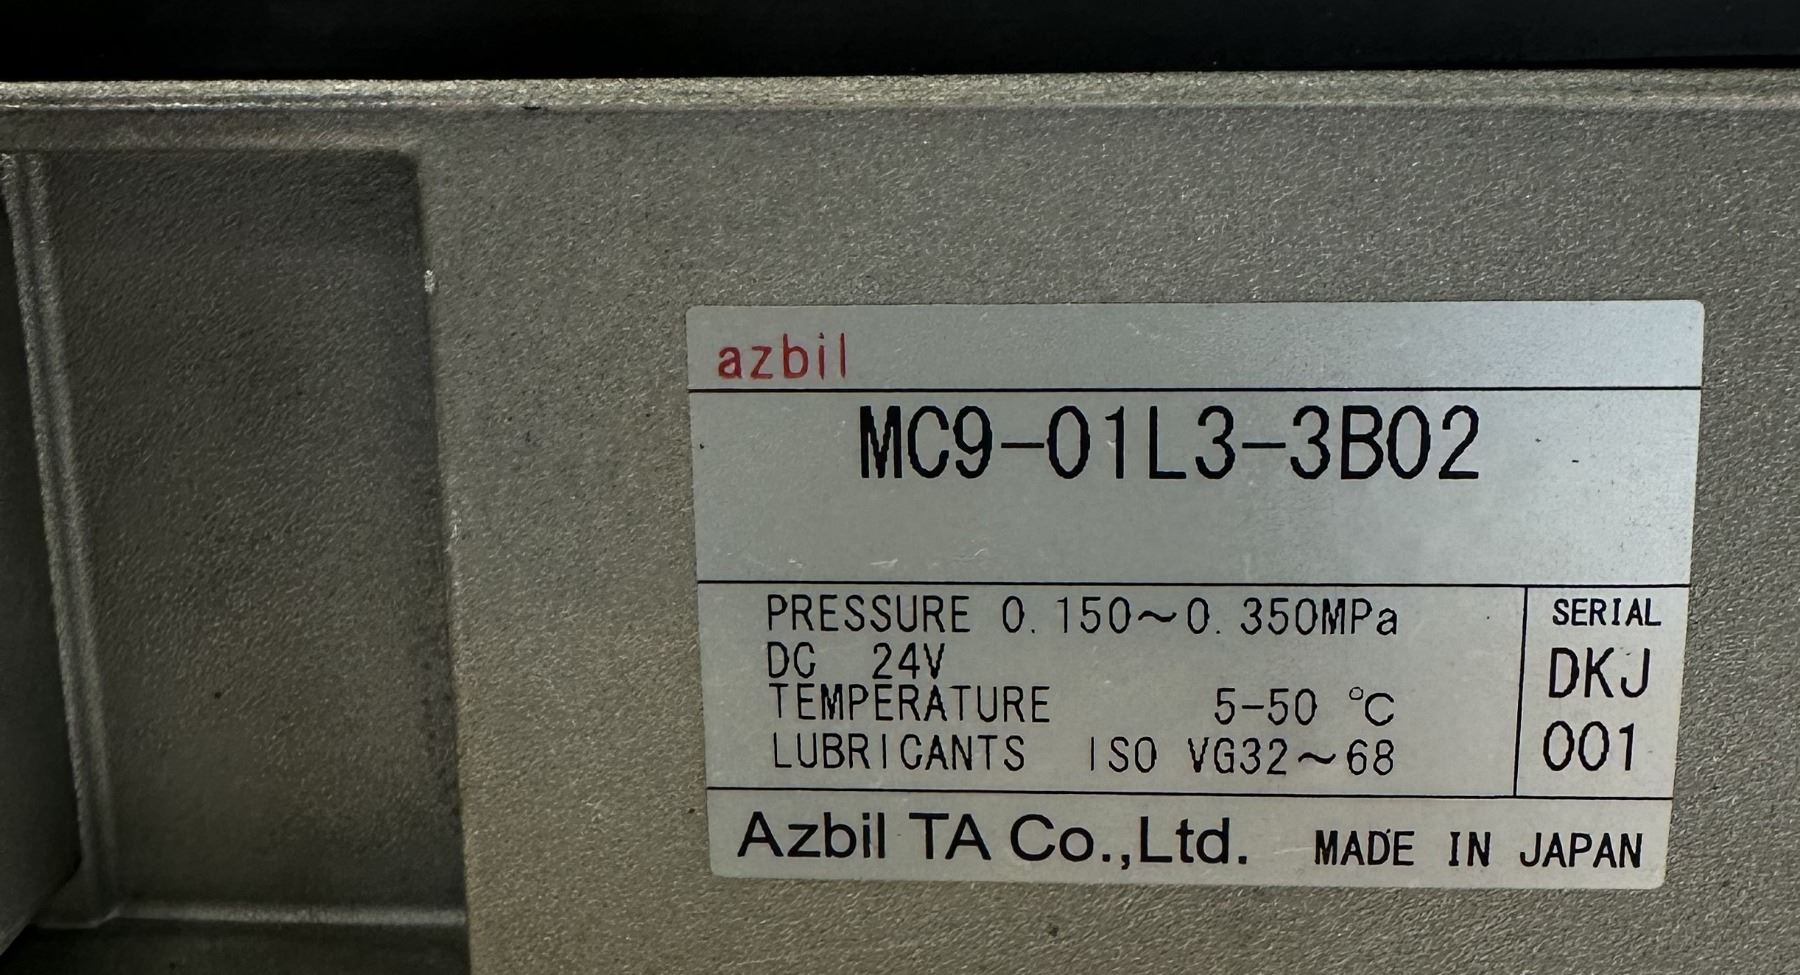 azbil
MC9-01L3-3B02
PRESSURE 0.150～0.350MPa
DC 24V
TEMPERATURE 5-50 ℃
LUBRICANTS ISO VG32～68
SERIAL
DKJ
001
Azbil TA Co.,Ltd. MADE IN JAPAN